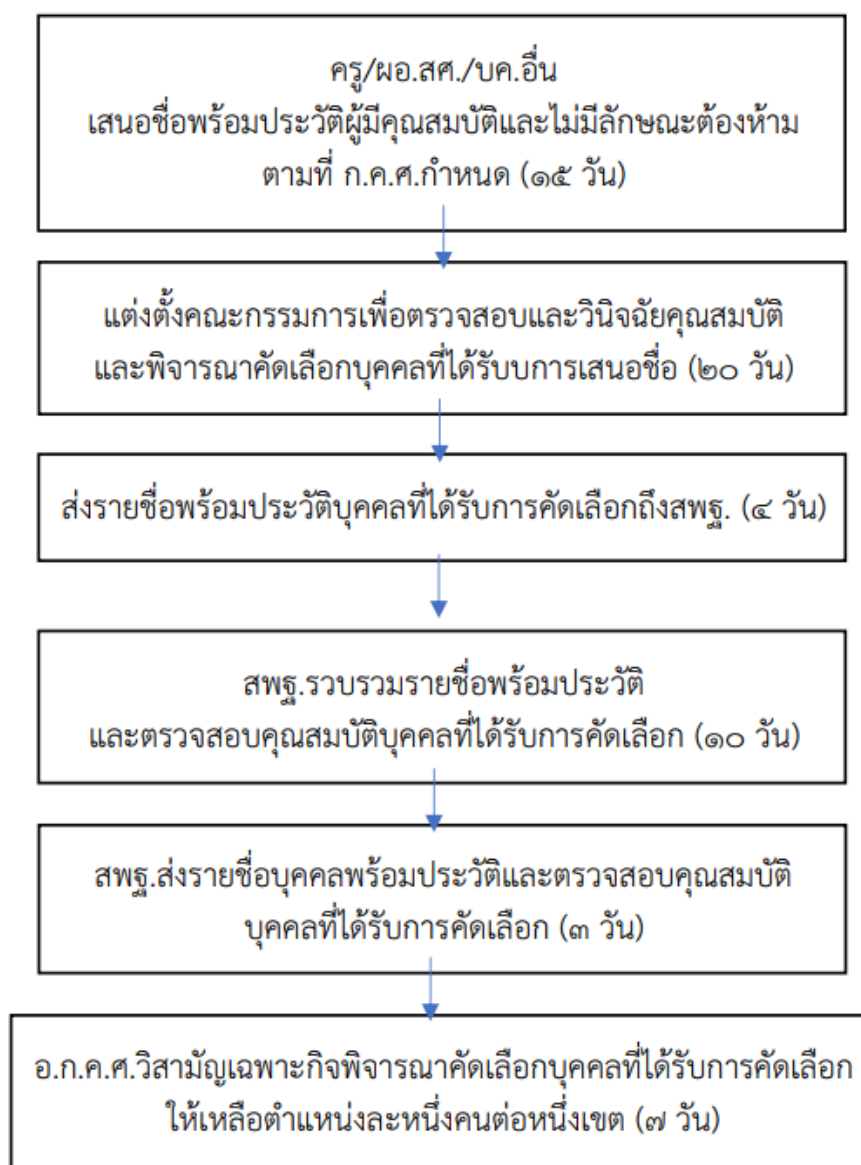 ครู/ผอ.สศ./บค.อื่น
เสนอชื่อพร้อมประวัติผู้มีคุณสมบัติและไม่มีลักษณะต้องห้าม
ตามที่ ก.ค.ศ.กำหนด (๑๕ วัน)
แต่งตั้งคณะกรรมการเพื่อตรวจสอบและวินิจฉัยคุณสมบัติ
และพิจารณาคัดเลือกบุคคลที่ได้รับบการเสนอชื่อ (๒๐ วัน)
ส่งรายชื่อพร้อมประวัติบุคคลที่ได้รับการคัดเลือกถึงสพฐ. (๔ วัน)
สพฐ.รวบรวมรายชื่อพร้อมประวัติ
และตรวจสอบคุณสมบัติบุคคลที่ได้รับการคัดเลือก (๑๐ วัน)
สพฐ.ส่งรายชื่อบุคคลพร้อมประวัติและตรวจสอบคุณสมบัติ
บุคคลที่ได้รับการคัดเลือก (๓ วัน)
อ.ก.ค.ศ.วิสามัญเฉพาะกิจพิจารณาคัดเลือกบุคคลที่ได้รับการคัดเลือก
ให้เหลือตำแหน่งละหนึ่งคนต่อหนึ่งเขต (๗ วัน)